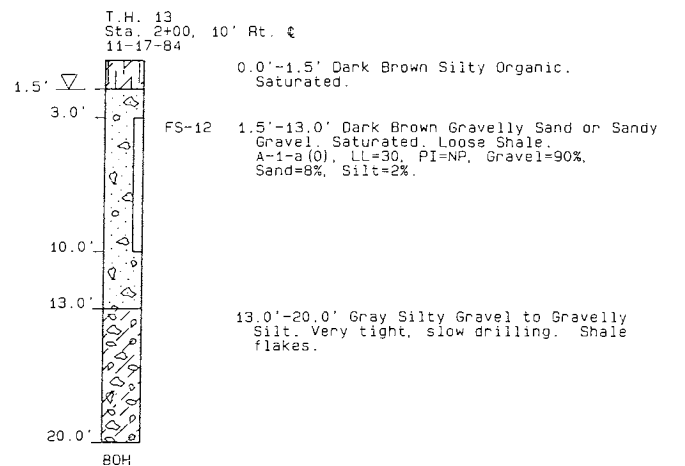 T.H. 13
Sta. 2+00, 10' Rt. ℄
11-17-84
0.0'-1.5' Dark Brown Silty Organic.
Saturated.
1.5'
3.0'
FS-12 1.5'-13.0' Dark Brown Gravelly Sand or Sandy
Gravel. Saturated. Loose Shale.
A-1-a(0), LL=30, PI=NP, Gravel=90%,
Sand=8%, Silt=2%.
10.0'
13.0'
13.0'-20.0' Gray Silty Gravel to Gravelly
Silt. Very tight, slow drilling. Shale
flakes.
20.0'
BOH